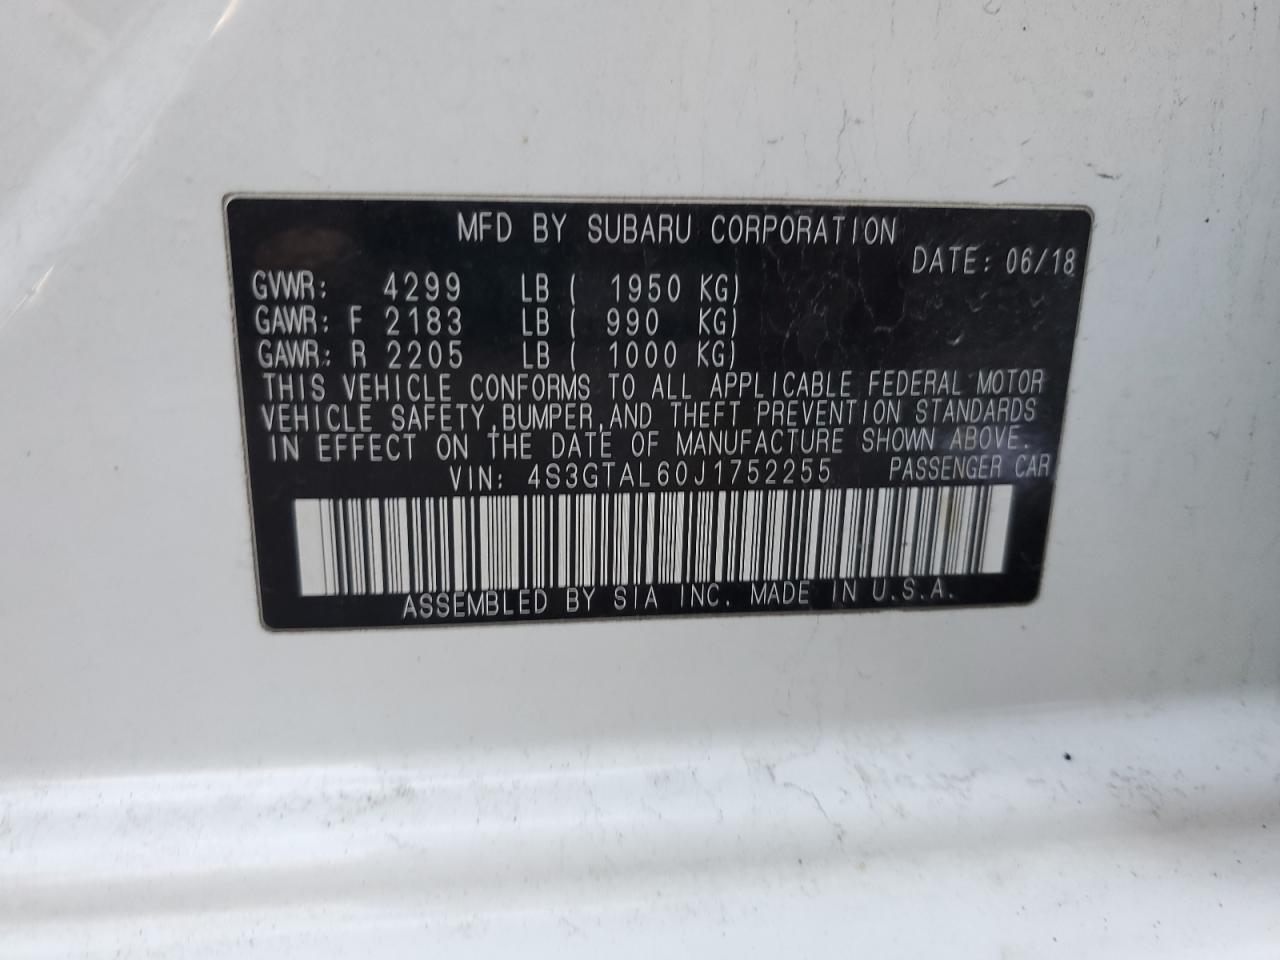 MFD BY SUBARU CORPORATION
DATE: 06/18
GVWR: 4299 LB ( 1950 KG)
GAWR: F 2183 LB ( 990 KG)
GAWR: R 2205 LB ( 1000 KG)
THIS VEHICLE CONFORMS TO ALL APPLICABLE FEDERAL MOTOR
VEHICLE SAFETY,BUMPER,AND THEFT PREVENTION STANDARDS
IN EFFECT ON THE DATE OF MANUFACTURE SHOWN ABOVE.
VIN: 4S3GTAL60J1752255 PASSENGER CAR
ASSEMBLED BY SIA INC. MADE IN U.S.A.